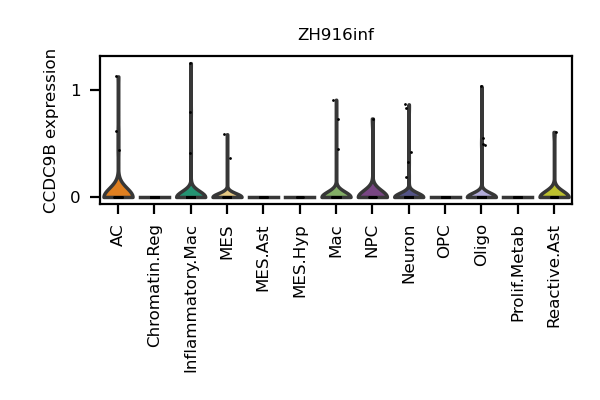 ZH916inf
CCDC9B expression
1
0
AC
Chromatin.Reg
Inflammatory.Mac
MES
MES.Ast
MES.Hyp
Mac
NPC
Neuron
OPC
Oligo
Prolif.Metab
Reactive.Ast